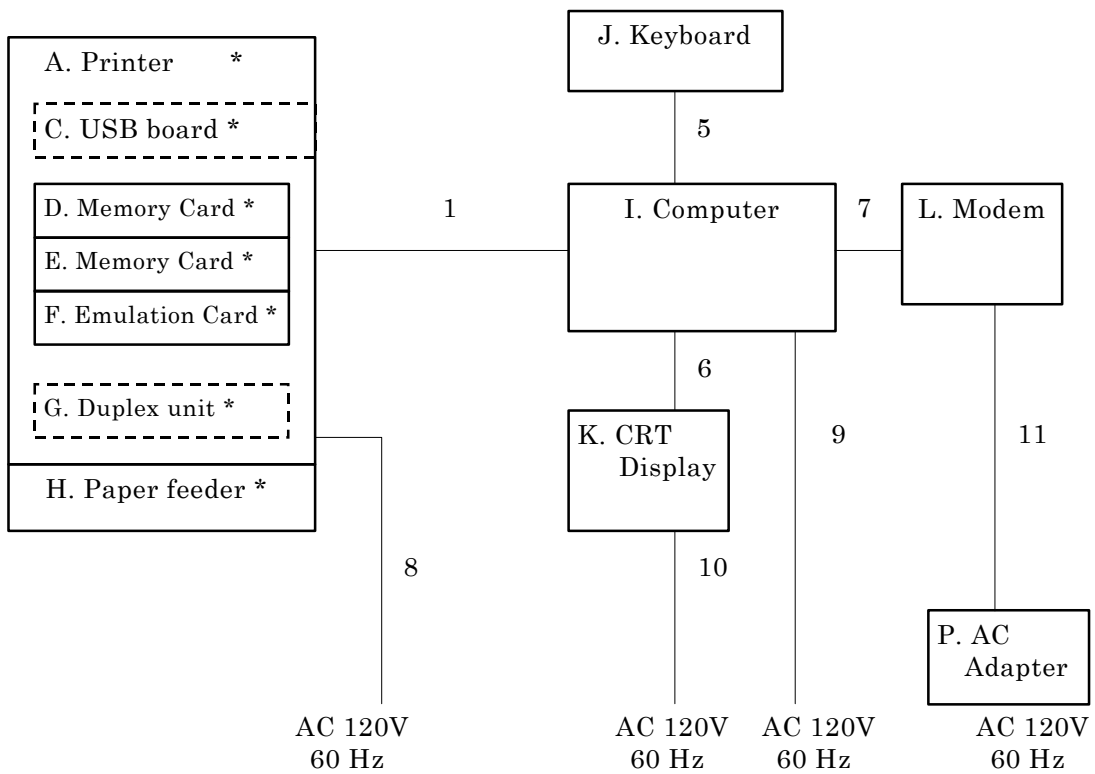 A. Printer *
C. USB board *
D. Memory Card *
E. Memory Card *
F. Emulation Card *
G. Duplex unit *
H. Paper feeder *
1
8
AC 120V
60 Hz
J. Keyboard
5
I. Computer
7
L. Modem
6
K. CRT
Display
9
11
10
P. AC
Adapter
AC 120V
60 Hz
AC 120V
60 Hz
AC 120V
60 Hz